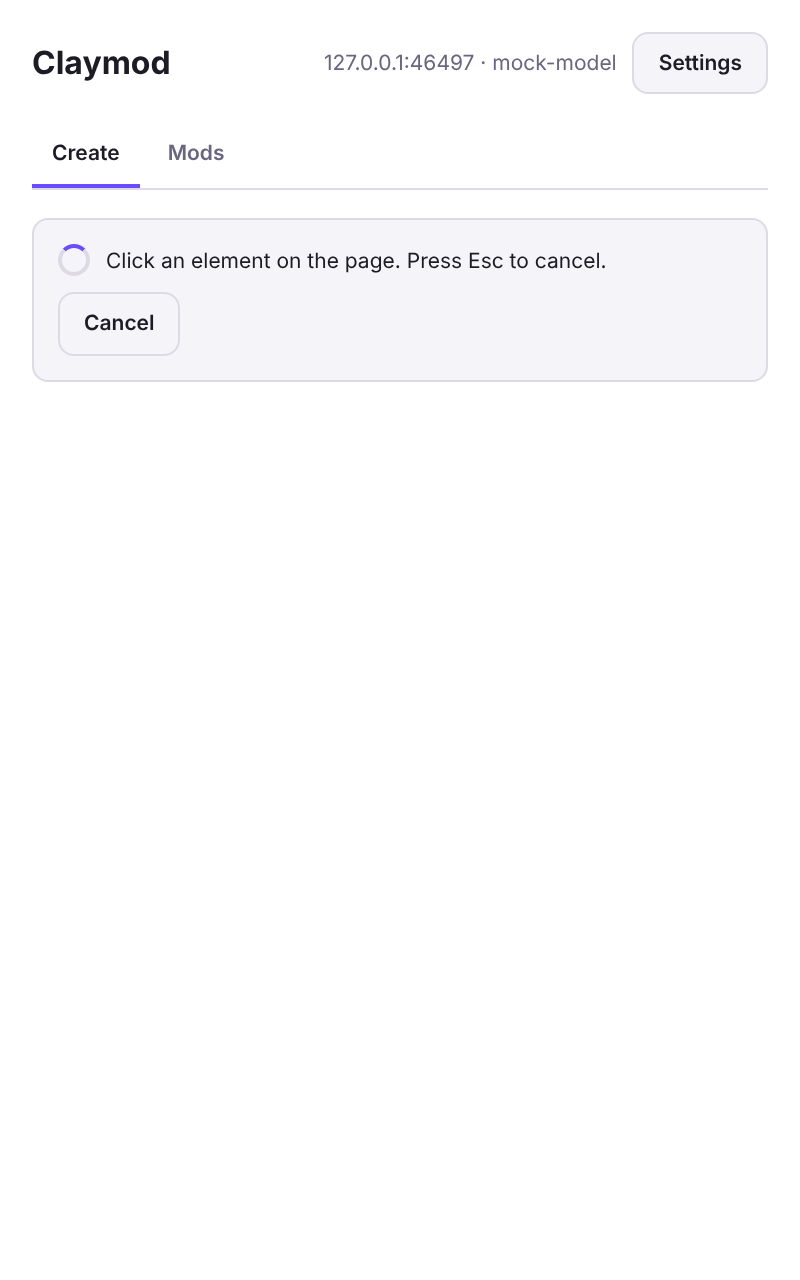 Claymod
127.0.0.1:46497 · mock-model
Settings
Create
Mods
Click an element on the page. Press Esc to cancel.
Cancel